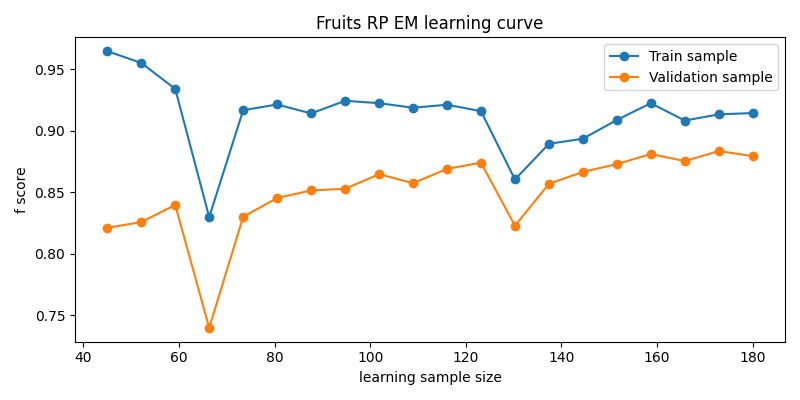 Fruits RP EM learning curve
Train sample
Validation sample
f score
0.95
0.90
0.85
0.80
0.75
40 60 80 100 120 140 160 180
learning sample size